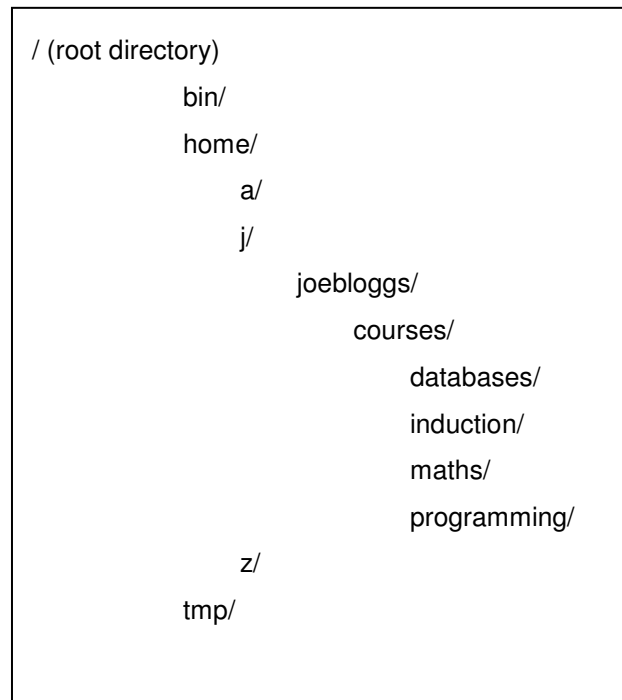 / (root directory)
bin/
home/
a/
j/
joebloggs/
courses/
databases/
induction/
maths/
programming/
z/
tmp/